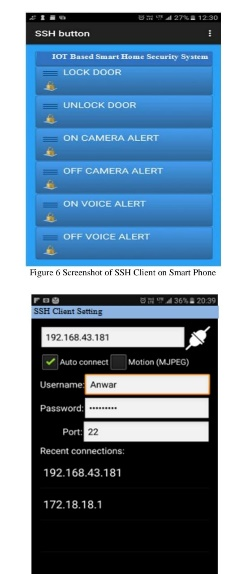 27% 12:30
SSH button
IOT Based Smart Home Security System
LOCK DOOR
UNLOCK DOOR
ON CAMERA ALERT
OFF CAMERA ALERT
ON VOICE ALERT
OFF VOICE ALERT
Figure 6 Screenshot of SSH Client on Smart Phone
36% 20:39
SSH Client Setting
192.168.43.181
Auto connect Motion (MJPEG)
Username: Anwar
Password: •••••••••
Port: 22
Recent connections:
192.168.43.181
172.18.18.1